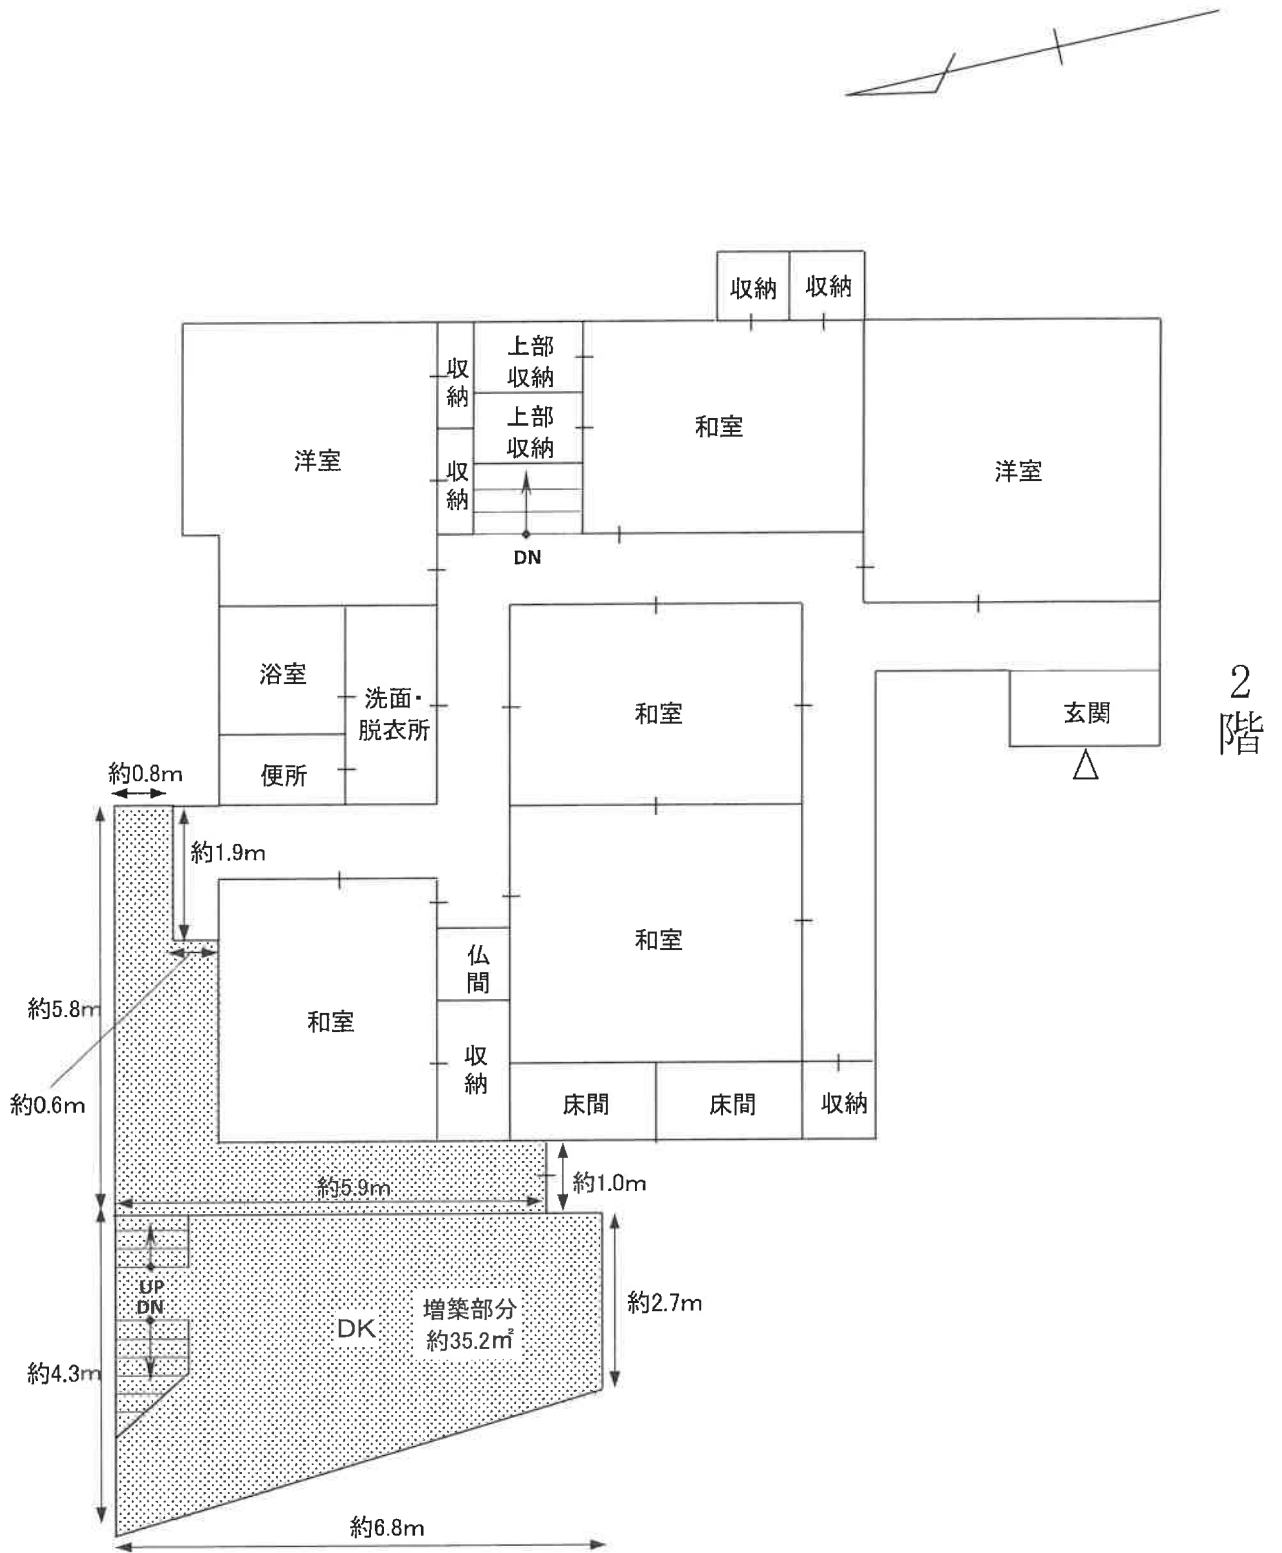 収納
収納
収納
上部
収納
上部
収納
和室
洋室
収納
洋室
DN
浴室
洗面・
脱衣所
和室
玄関
2
階
便所
約0.8m
約1.9m
和室
仏
間
約5.8m
和室
収納
約0.6m
床間
床間
収納
約5.9m
約1.0m
UP
DN
DK
増築部分
約35.2㎡
約2.7m
約4.3m
約6.8m